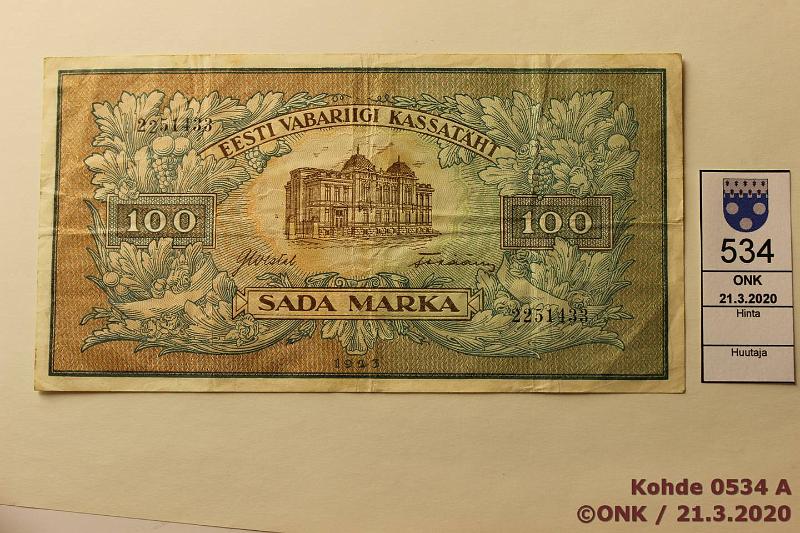 2251433
EESTI VABARIIGI KASSATÄHT
100
100
SADA MARKA
2251433
1923
534
ONK
21.3.2020
Hinta
Huutaja
Kohde 0534 A
©ONK / 21.3.2020